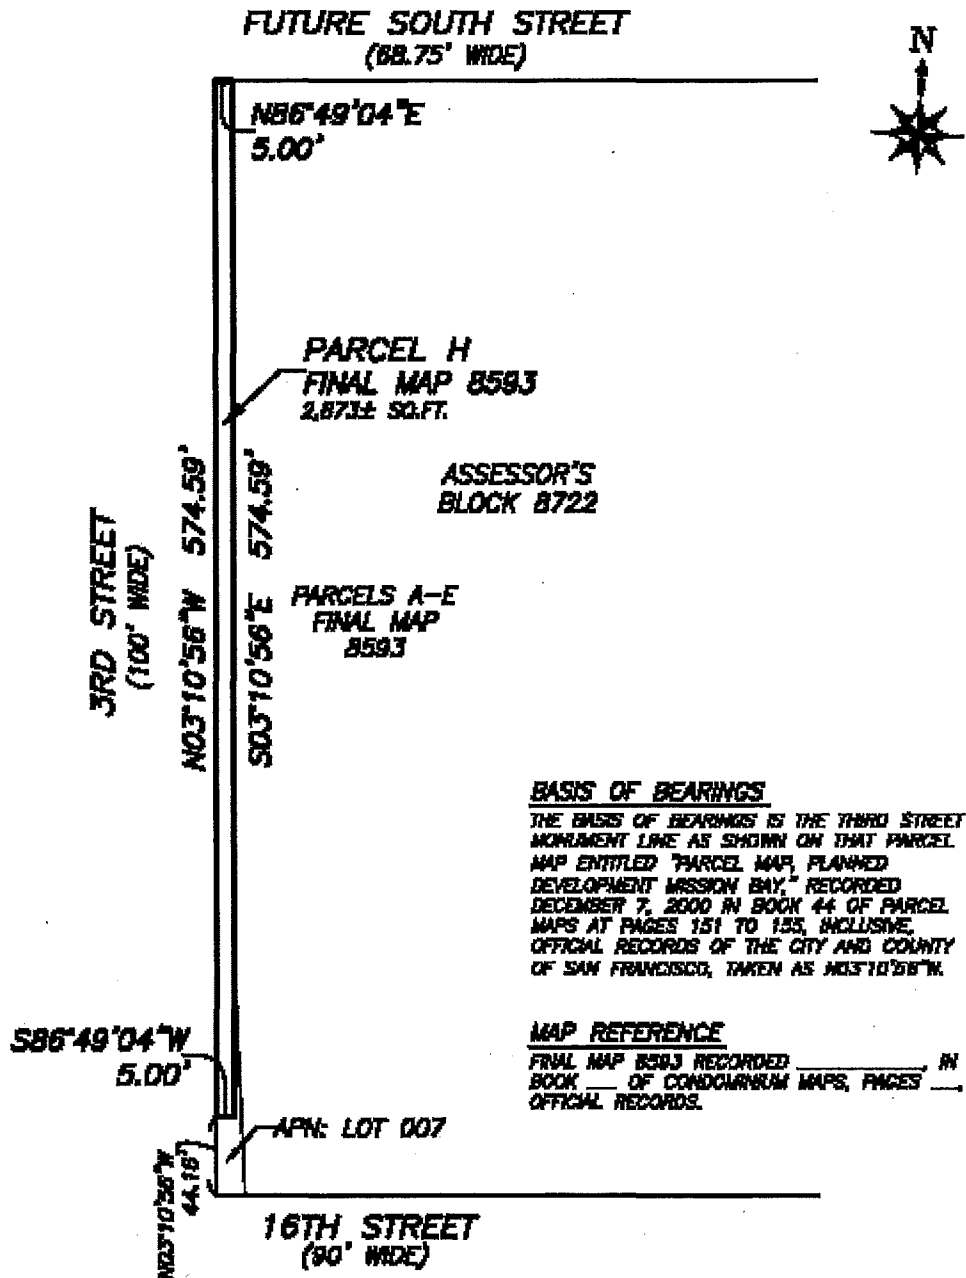 FUTURE SOUTH STREET
(68.75' WIDE)
N
N86°49'04"E
5.00'
PARCEL H
FINAL MAP 8593
2,873± SQ.FT.
ASSESSOR'S
BLOCK 8722
3RD STREET
(100' WIDE)
N03°10'56"W 574.59'
S03°10'56"E 574.59'
PARCELS A-E
FINAL MAP
8593
BASIS OF BEARINGS
THE BASIS OF BEARINGS IS THE THIRD STREET
MONUMENT LINE AS SHOWN ON THAT PARCEL
MAP ENTITLED "PARCEL MAP, PLANNED
DEVELOPMENT MISSION BAY," RECORDED
DECEMBER 7, 2000 IN BOOK 44 OF PARCEL
MAPS AT PAGES 151 TO 155, INCLUSIVE,
OFFICIAL RECORDS OF THE CITY AND COUNTY
OF SAN FRANCISCO, TAKEN AS N03°10'56"W.
MAP REFERENCE
FINAL MAP 8593 RECORDED __________, IN
BOOK ___ OF CONDOMINIUM MAPS, PAGES ___,
OFFICIAL RECORDS.
S86°49'04"W
5.00'
APN: LOT 007
N03°10'56"W
44.16'
16TH STREET
(90' WIDE)